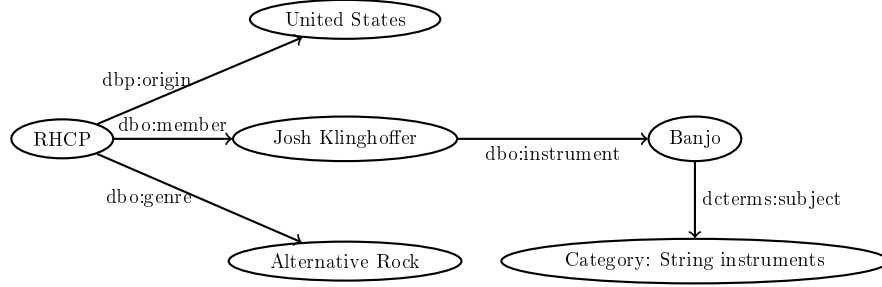 United States
dbp:origin
RHCP
dbo:member
Josh Klinghoffer
dbo:instrument
Banjo
dbo:genre
dcterms:subject
Alternative Rock
Category: String instruments